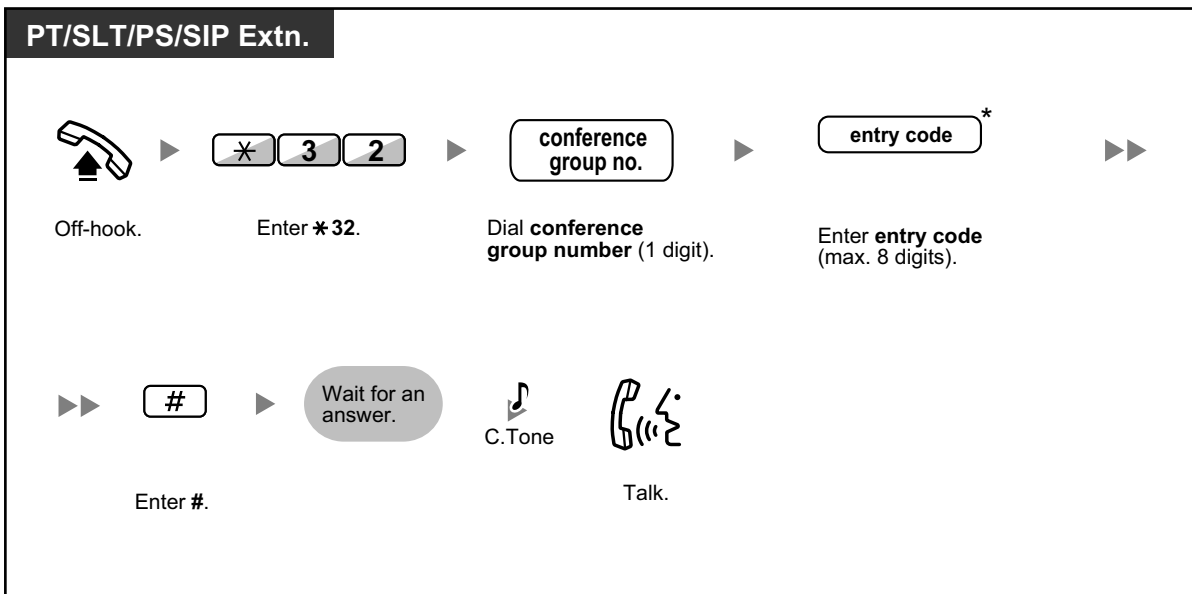 PT/SLT/PS/SIP Extn.
* 3 2
conference
group no.
entry code *
Off-hook.
Enter *32.
Dial conference
group number (1 digit).
Enter entry code
(max. 8 digits).
#
Wait for an
answer.
C.Tone
Enter #.
Talk.